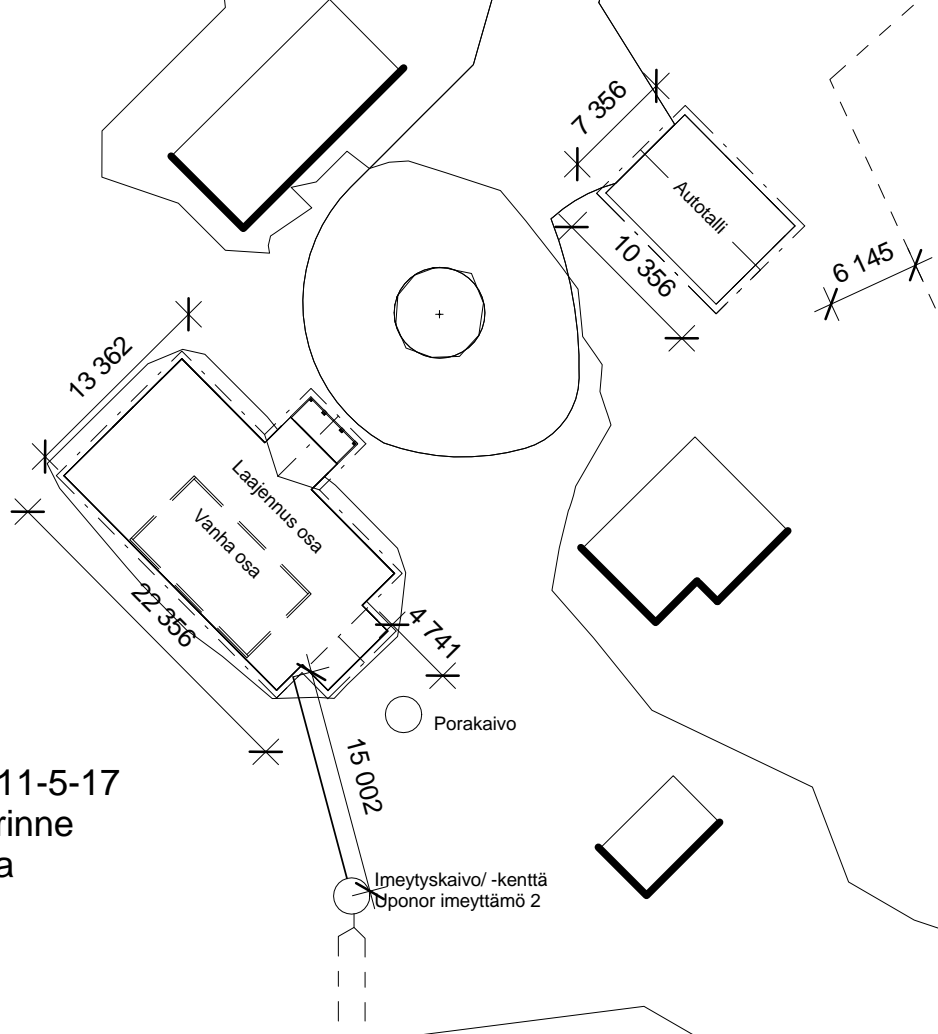 7 356
Autotalli
10 356
6 145
13 362
Laajennus osa
Vanha osa
22 356
4 741
Porakaivo
15 002
11-5-17
rinne
a
Imeytyskaivo/ -kenttä
Uponor imeyttämö 2